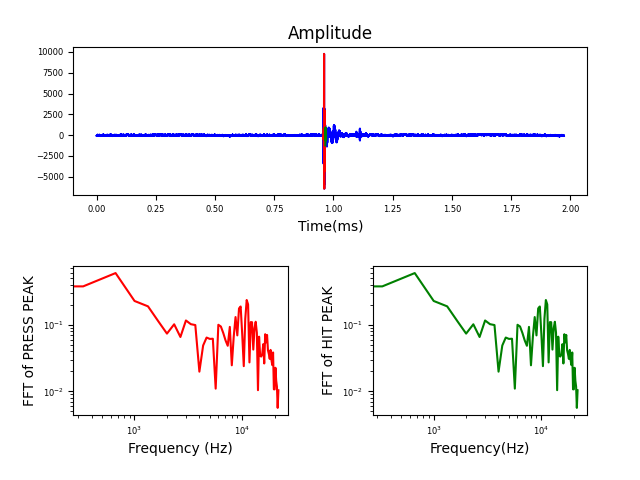 Amplitude
10000
7500
5000
2500
0
−2500
−5000
0.00 0.25 0.50 0.75 1.00 1.25 1.50 1.75 2.00
Time(ms)
FFT of PRESS PEAK
10⁻¹
10⁻²
10³ 10⁴
Frequency (Hz)
FFT of HIT PEAK
10⁻¹
10⁻²
10³ 10⁴
Frequency(Hz)